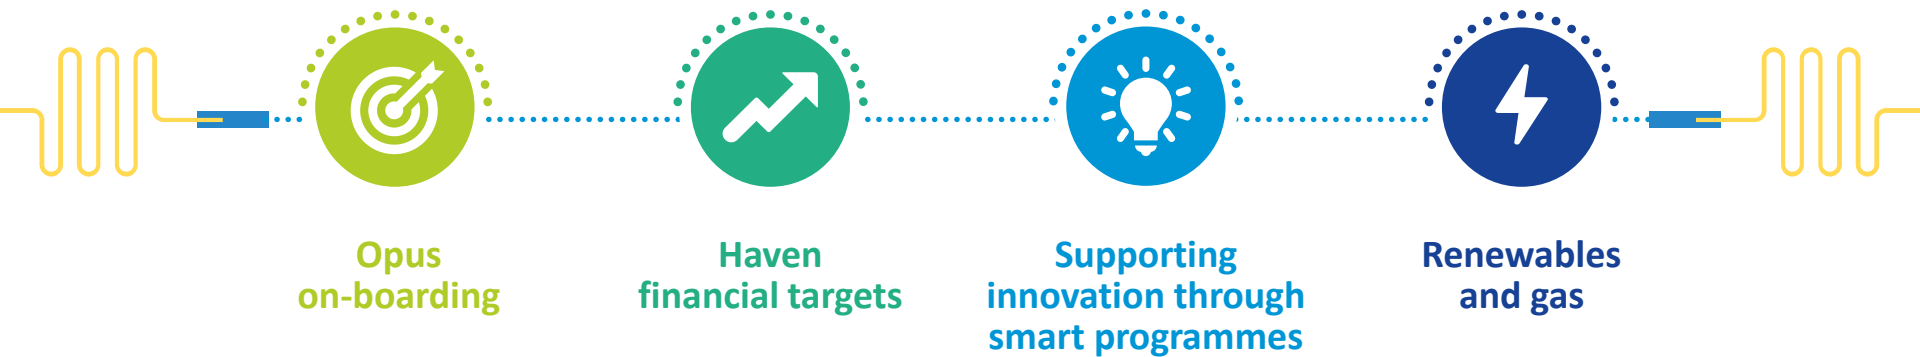 Opus
on-boarding
Haven
financial targets
Supporting
innovation through
smart programmes
Renewables
and gas